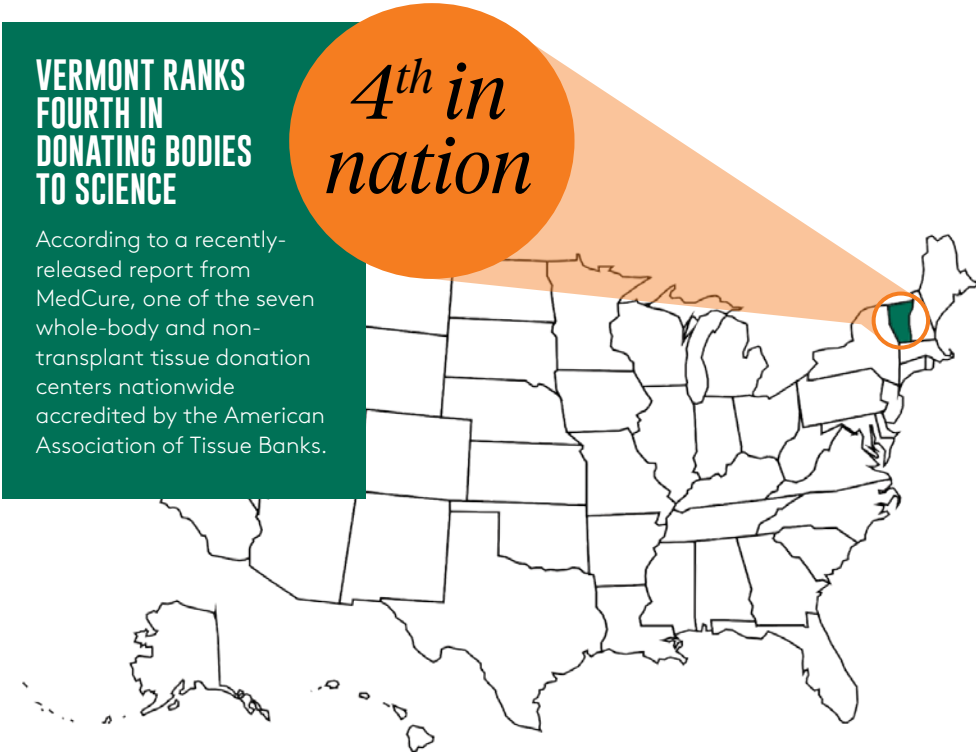 VERMONT RANKS
FOURTH IN
DONATING BODIES
TO SCIENCE
According to a recently-
released report from
MedCure, one of the seven
whole-body and non-
transplant tissue donation
centers nationwide
accredited by the American
Association of Tissue Banks.
4th in
nation